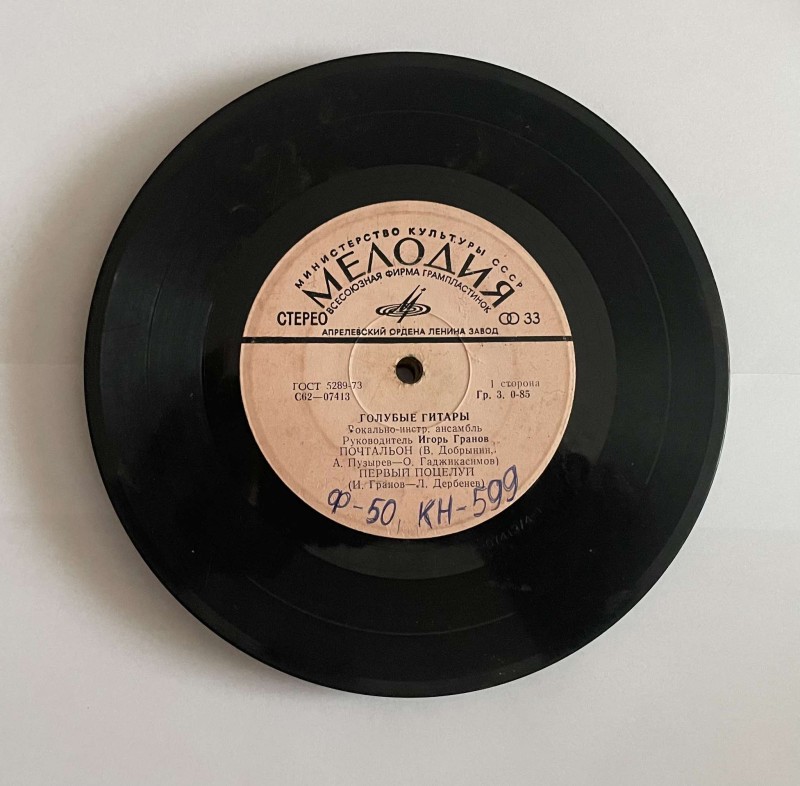 МИНИСТЕРСТВО КУЛЬТУРЫ СССР
МЕЛОДИЯ
ВСЕСОЮЗНАЯ ФИРМА ГРАМПЛАСТИНОК
СТЕРЕО 33
АПРЕЛЕВСКИЙ ОРДЕНА ЛЕНИНА ЗАВОД
ГОСТ 5289-73 1 сторона
С62—07413 Гр. 3. 0-85
ГОЛУБЫЕ ГИТАРЫ
Вокально-инстр. ансамбль
Руководитель Игорь Гранов
ПОЧТАЛЬОН (В. Добрынин,
А. Пузырев—О. Гаджикасимов)
ПЕРВЫЙ ПОЦЕЛУЙ
(И. Гранов—Л. Дербенев)
Ф-50, КН-599